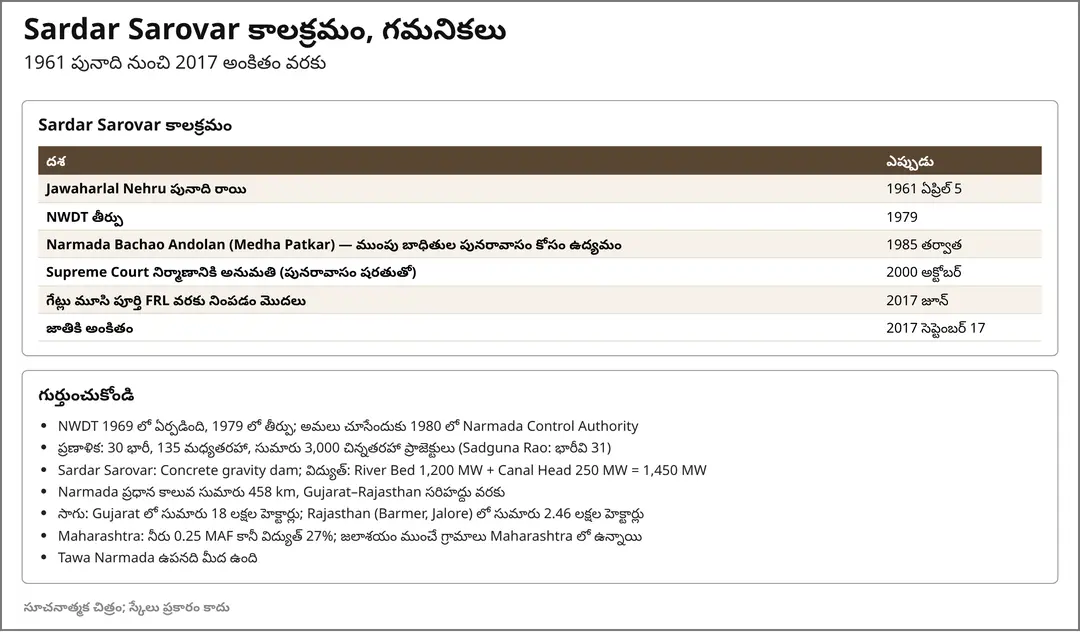 Sardar Sarovar కాలక్రమం, గమనికలు
1961 పునాది నుంచి 2017 అంకితం వరకు
Sardar Sarovar కాలక్రమం
దశ ఎప్పుడు
Jawaharlal Nehru పునాది రాయి 1961 ఏప్రిల్ 5
NWDT తీర్పు 1979
Narmada Bachao Andolan (Medha Patkar) — ముంపు బాధితుల పునరావాసం కోసం ఉద్యమం 1985 తర్వాత
Supreme Court నిర్మాణానికి అనుమతి (పునరావాసం షరతుతో) 2000 అక్టోబర్
గేట్లు మూసి పూర్తి FRL వరకు నింపడం మొదలు 2017 జూన్
జాతికి అంకితం 2017 సెప్టెంబర్ 17
గుర్తుంచుకోండి
• NWDT 1969 లో ఏర్పడింది, 1979 లో తీర్పు; అమలు చూసేందుకు 1980 లో Narmada Control Authority
• ప్రణాళిక: 30 భారీ, 135 మధ్యతరహా, సుమారు 3,000 చిన్నతరహా ప్రాజెక్టులు (Sadguna Rao: భారీవి 31)
• Sardar Sarovar: Concrete gravity dam; విద్యుత్: River Bed 1,200 MW + Canal Head 250 MW = 1,450 MW
• Narmada ప్రధాన కాలువ సుమారు 458 km, Gujarat–Rajasthan సరిహద్దు వరకు
• సాగు: Gujarat లో సుమారు 18 లక్షల హెక్టార్లు; Rajasthan (Barmer, Jalore) లో సుమారు 2.46 లక్షల హెక్టార్లు
• Maharashtra: నీరు 0.25 MAF కానీ విద్యుత్ 27%; జలాశయం ముంచే గ్రామాలు Maharashtra లో ఉన్నాయి
• Tawa Narmada ఉపనది మీద ఉంది
సూచనాత్మక చిత్రం; స్కేలు ప్రకారం కాదు